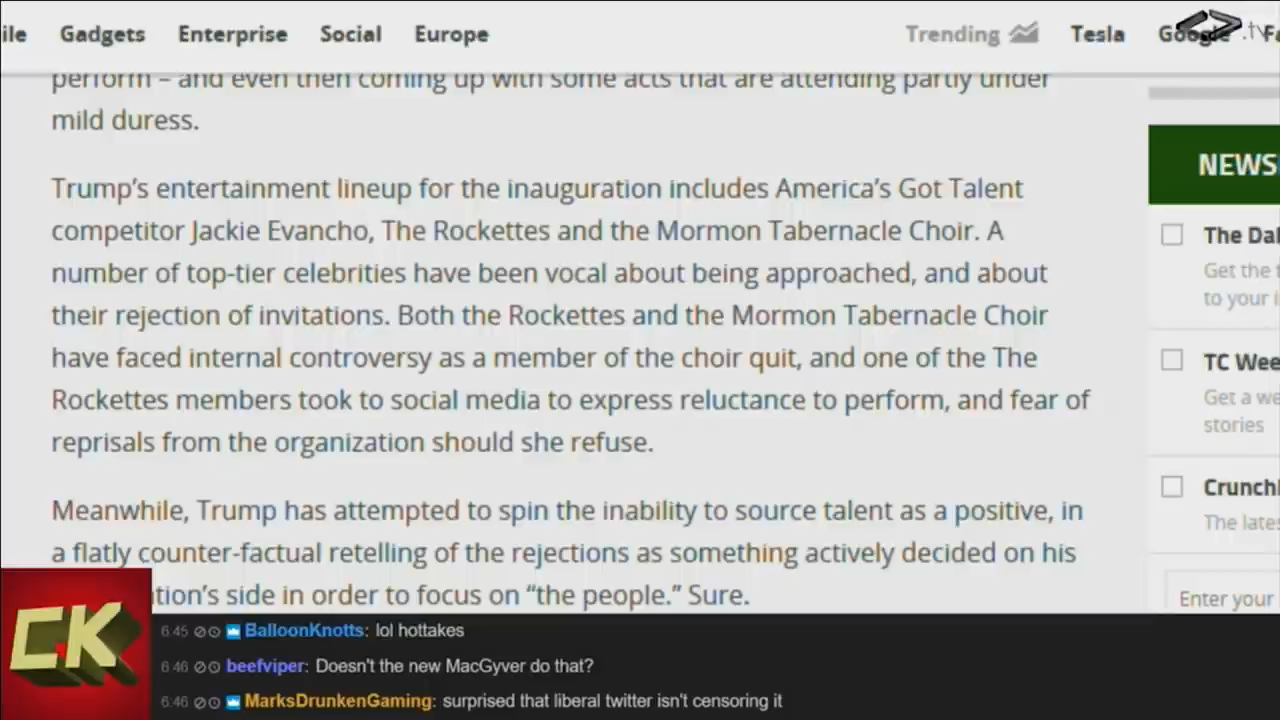 ile Gadgets Enterprise Social Europe Trending Tesla Google Fa
.tv
perform – and even then coming up with some acts that are attending partly under
mild duress.
Trump's entertainment lineup for the inauguration includes America's Got Talent
competitor Jackie Evancho, The Rockettes and the Mormon Tabernacle Choir. A
number of top-tier celebrities have been vocal about being approached, and about
their rejection of invitations. Both the Rockettes and the Mormon Tabernacle Choir
have faced internal controversy as a member of the choir quit, and one of the The
Rockettes members took to social media to express reluctance to perform, and fear of
reprisals from the organization should she refuse.
Meanwhile, Trump has attempted to spin the inability to source talent as a positive, in
a flatly counter-factual retelling of the rejections as something actively decided on his
tion's side in order to focus on “the people.” Sure.
NEWS
The Dai
Get the t
to your i
TC Wee
Get a we
stories
Crunchl
The lates
Enter your
CK
6:45 BalloonKnotts: lol hottakes
6:46 beefviper: Doesn't the new MacGyver do that?
6:46 MarksDrunkenGaming: surprised that liberal twitter isn't censoring it